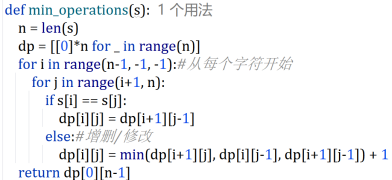 def min_operations(s): 1 个用法
    n = len(s)
    dp = [[0]*n for _ in range(n)]
    for i in range(n-1, -1, -1):#从每个字符开始
        for j in range(i+1, n):
            if s[i] == s[j]:
                dp[i][j] = dp[i+1][j-1]
            else:#增删/修改
                dp[i][j] = min(dp[i+1][j], dp[i][j-1], dp[i+1][j-1]) + 1
    return dp[0][n-1]